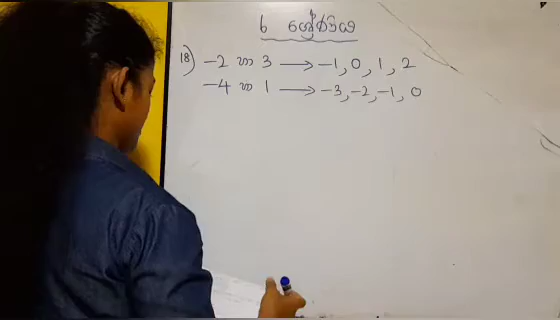 6 ශ්‍රේණිය
18) -2 හා 3 → -1, 0, 1, 2
-4 හා 1 → -3, -2, -1, 0